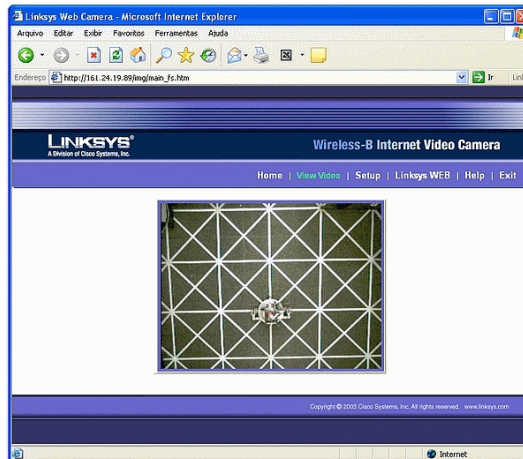 Linksys Web Camera - Microsoft Internet Explorer
Arquivo Editar Exibir Favoritos Ferramentas Ajuda
Endereço http://161.24.19.89/img/main_fs.htm Ir
LINKSYS®
A Division of Cisco Systems, Inc.
Wireless-B Internet Video Camera
Home | View Video | Setup | Linksys WEB | Help | Exit
Copyright © 2003 Cisco Systems, Inc. All rights reserved. www.linksys.com
Internet